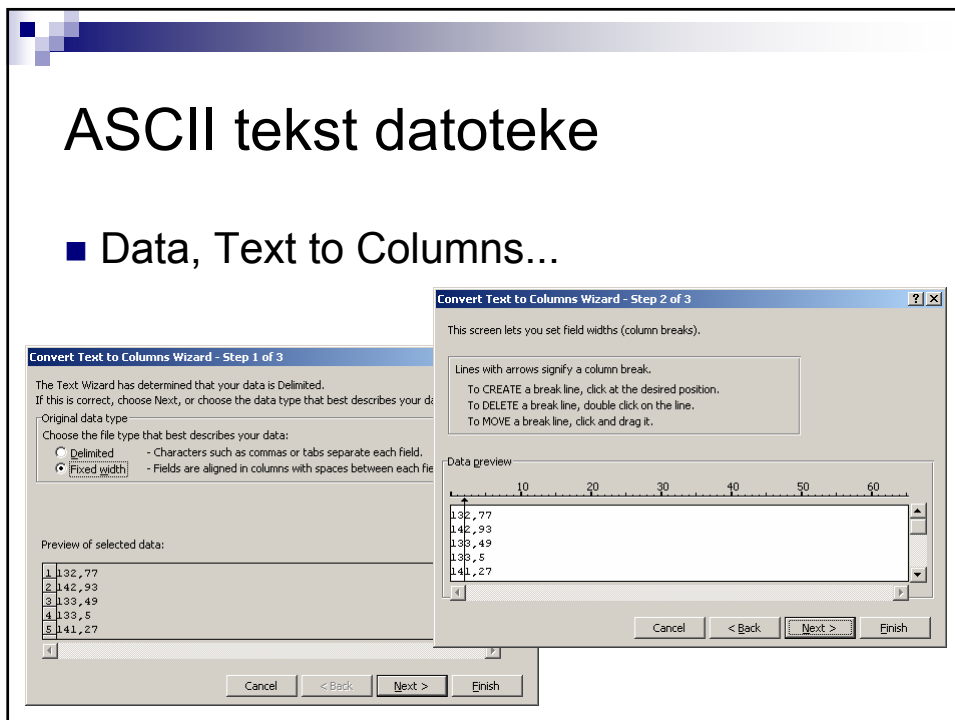 ASCII tekst datoteke
Data, Text to Columns...
Convert Text to Columns Wizard - Step 1 of 3
The Text Wizard has determined that your data is Delimited.
If this is correct, choose Next, or choose the data type that best describes your
Original data type
Choose the file type that best describes your data:
Delimited - Characters such as commas or tabs separate each field.
Fixed width - Fields are aligned in columns with spaces between each
Preview of selected data:
1 132,77
2 142,93
3 133,49
4 133,5
5 141,27
Cancel < Back Next > Finish
Convert Text to Columns Wizard - Step 2 of 3
This screen lets you set field widths (column breaks).
Lines with arrows signify a column break.
To CREATE a break line, click at the desired position.
To DELETE a break line, double click on the line.
To MOVE a break line, click and drag it.
Data preview
10 20 30 40 50 60
132,77
142,93
133,49
133,5
141,27
Cancel < Back Next > Finish